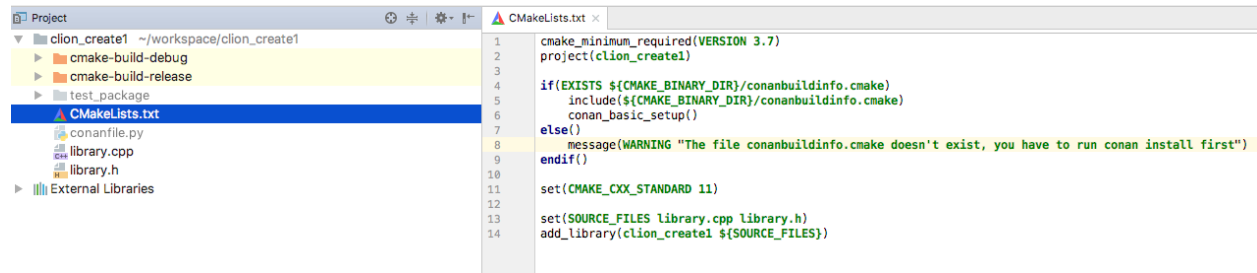 Project
clion_create1 ~/workspace/clion_create1
cmake-build-debug
cmake-build-release
test_package
CMakeLists.txt
conanfile.py
library.cpp
library.h
External Libraries
CMakeLists.txt
1 cmake_minimum_required(VERSION 3.7)
2 project(clion_create1)
3
4 if(EXISTS ${CMAKE_BINARY_DIR}/conanbuildinfo.cmake)
5 include(${CMAKE_BINARY_DIR}/conanbuildinfo.cmake)
6 conan_basic_setup()
7 else()
8 message(WARNING "The file conanbuildinfo.cmake doesn't exist, you have to run conan install first")
9 endif()
10
11 set(CMAKE_CXX_STANDARD 11)
12
13 set(SOURCE_FILES library.cpp library.h)
14 add_library(clion_create1 ${SOURCE_FILES})